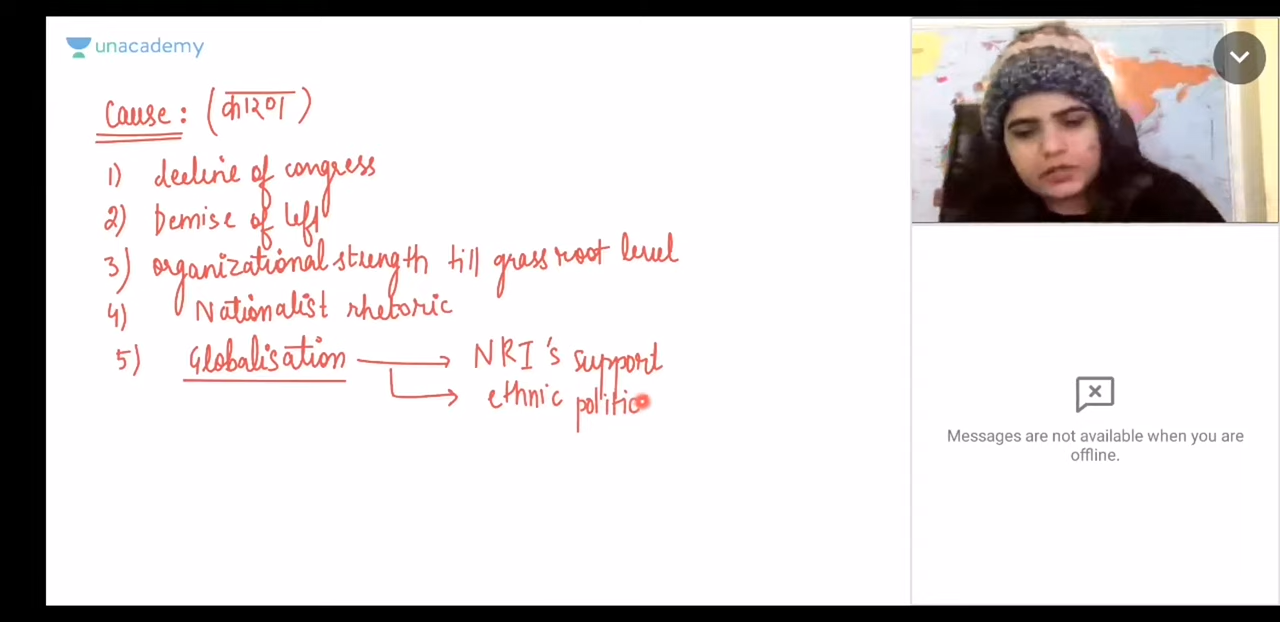 unacademy
Cause : (कारण)
1) decline of congress
2) Demise of left
3) organizational strength till grass root level
4) Nationalist rhetoric
5) Globalisation → NRI's support
→ ethnic politic
Messages are not available when you are
offline.